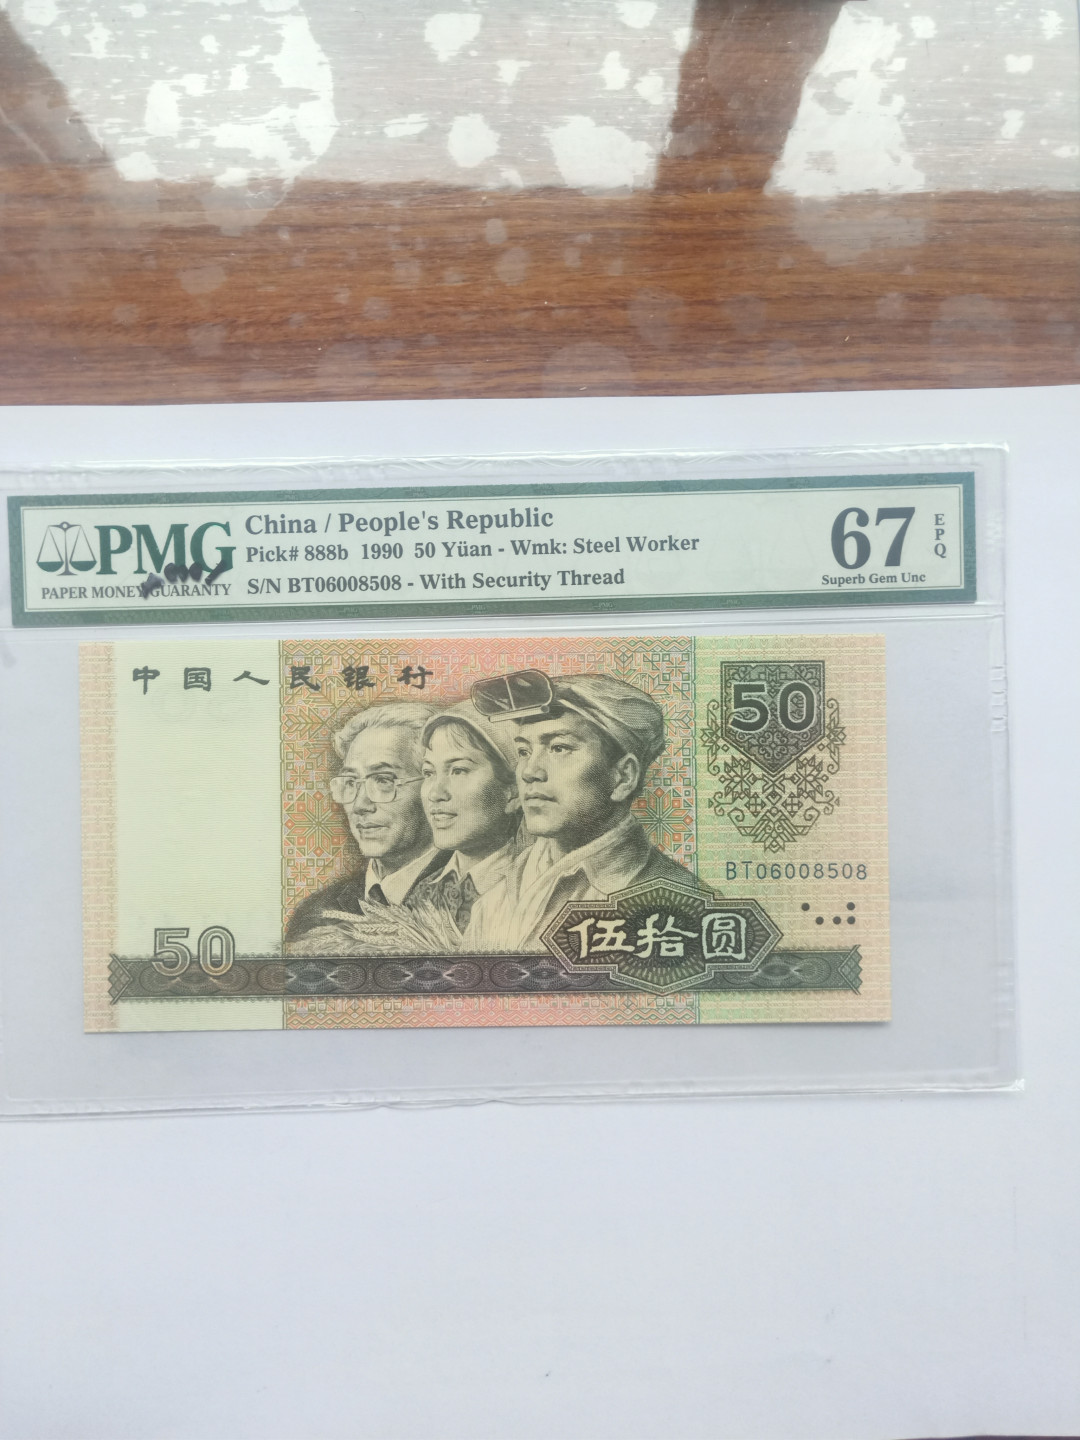 PMG
PAPER MONEY GUARANTY
China / People's Republic
Pick# 888b 1990 50 Yüan - Wmk: Steel Worker
S/N BT06008508 - With Security Thread
67
EPQ
Superb Gem Unc
中国人民银行
50
BT06008508
50
伍拾圆